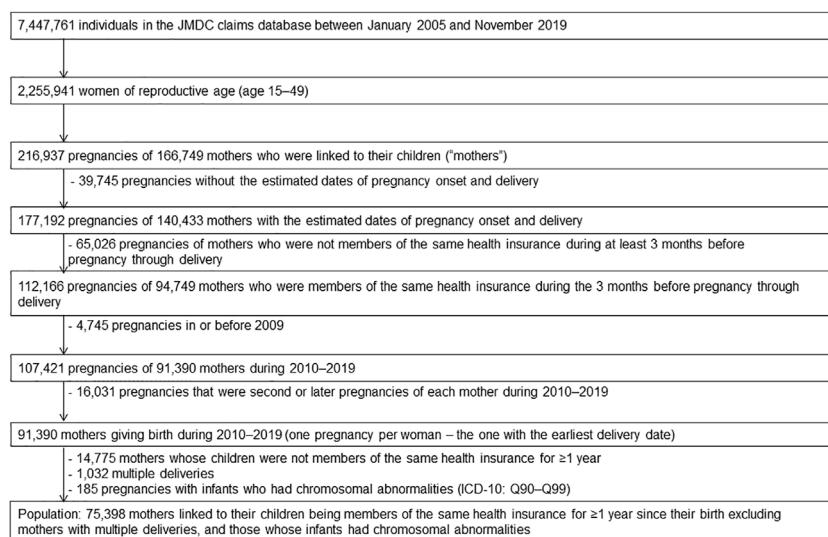 7,447,761 individuals in the JMDC claims database between January 2005 and November 2019
2,255,941 women of reproductive age (age 15–49)
216,937 pregnancies of 166,749 mothers who were linked to their children ("mothers")
- 39,745 pregnancies without the estimated dates of pregnancy onset and delivery
177,192 pregnancies of 140,433 mothers with the estimated dates of pregnancy onset and delivery
- 65,026 pregnancies of mothers who were not members of the same health insurance during at least 3 months before
pregnancy through delivery
112,166 pregnancies of 94,749 mothers who were members of the same health insurance during the 3 months before pregnancy through
delivery
- 4,745 pregnancies in or before 2009
107,421 pregnancies of 91,390 mothers during 2010–2019
- 16,031 pregnancies that were second or later pregnancies of each mother during 2010–2019
91,390 mothers giving birth during 2010–2019 (one pregnancy per woman – the one with the earliest delivery date)
- 14,775 mothers whose children were not members of the same health insurance for ≥1 year
- 1,032 multiple deliveries
- 185 pregnancies with infants who had chromosomal abnormalities (ICD-10: Q90–Q99)
Population: 75,398 mothers linked to their children being members of the same health insurance for ≥1 year since their birth excluding
mothers with multiple deliveries, and those whose infants had chromosomal abnormalities